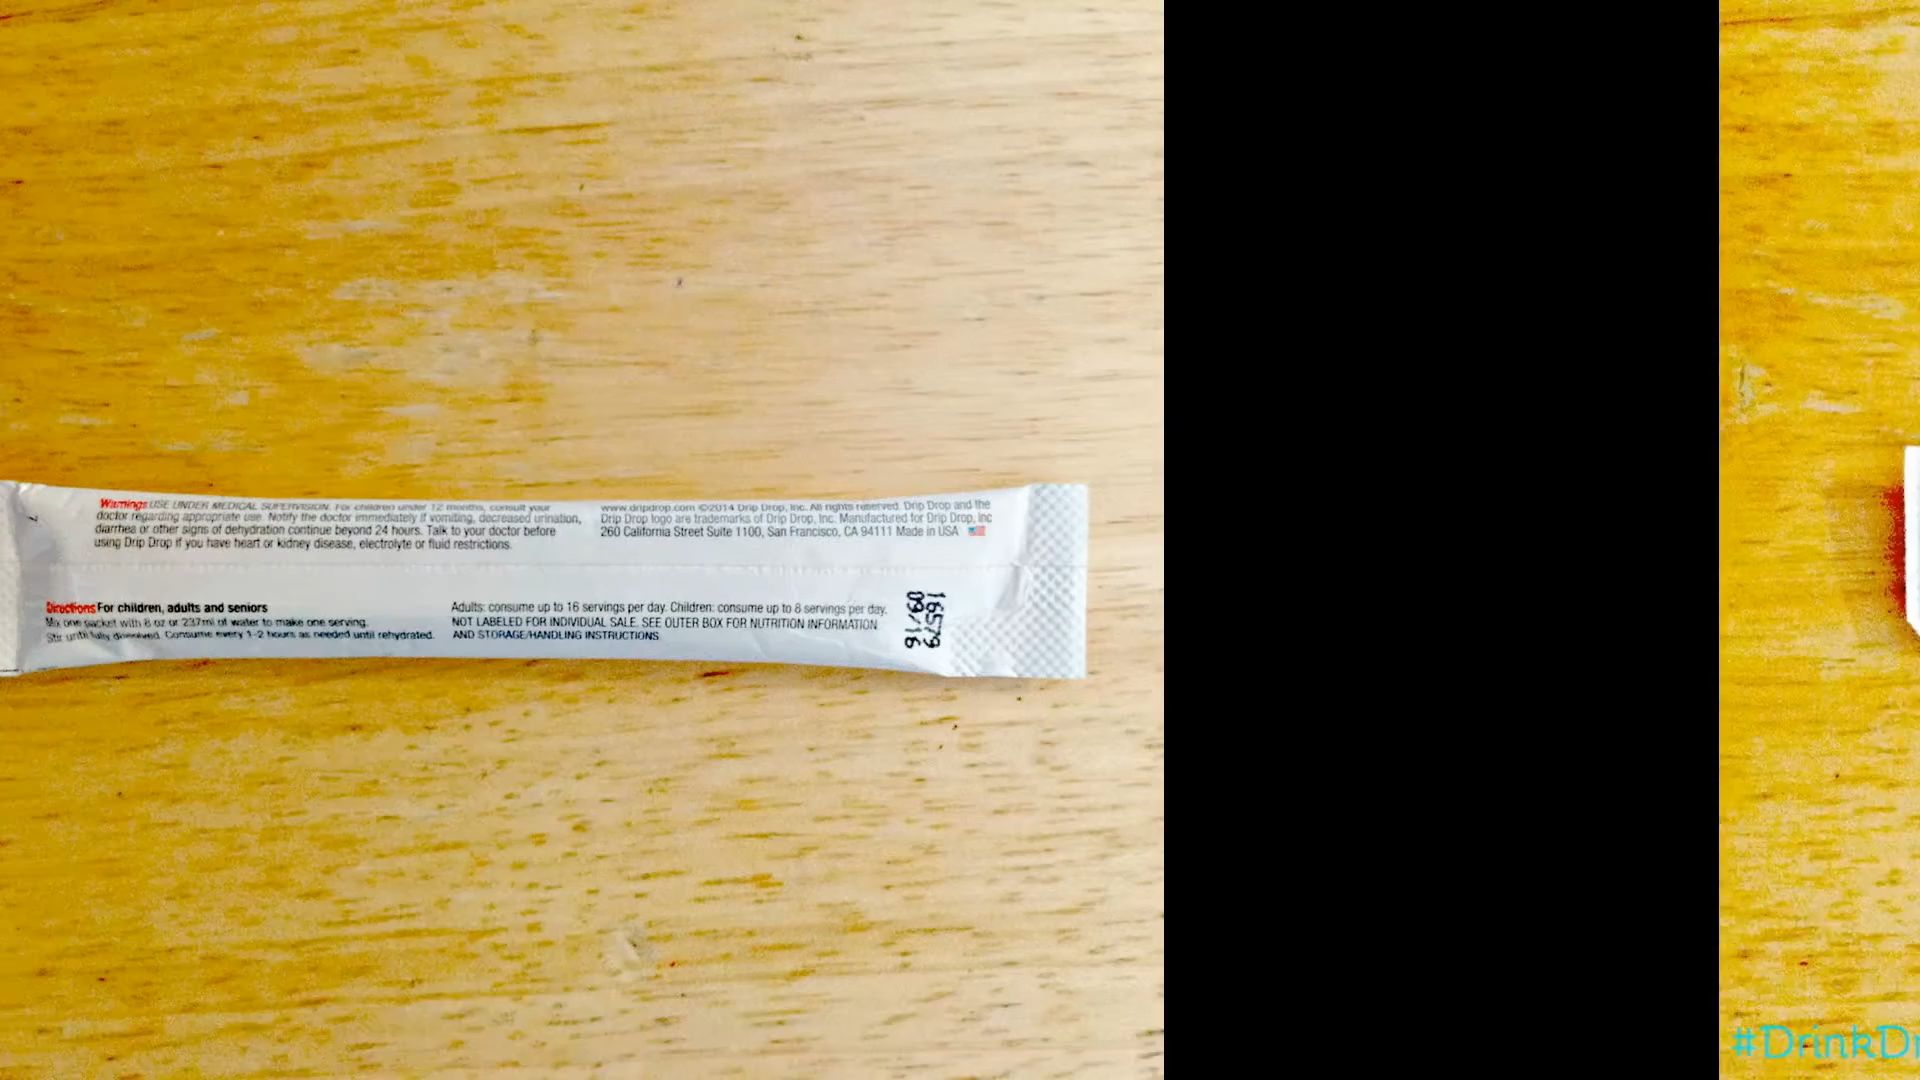 Warnings USE UNDER MEDICAL SUPERVISION. For children under 12 months, consult your
doctor regarding appropriate use. Notify the doctor immediately if vomiting, decreased urination,
diarrhea or other signs of dehydration continue beyond 24 hours. Talk to your doctor before
using Drip Drop if you have heart or kidney disease, electrolyte or fluid restrictions.
www.dripdrop.com ©2014 Drip Drop, Inc. All rights reserved. Drip Drop and the
Drip Drop logo are trademarks of Drip Drop, Inc. Manufactured for Drip Drop, Inc
260 California Street Suite 1100, San Francisco, CA 94111 Made in USA
Directions For children, adults and seniors
Mix one packet with 8 oz or 237ml of water to make one serving.
Stir until fully dissolved. Consume every 1-2 hours as needed until rehydrated.
Adults: consume up to 16 servings per day. Children: consume up to 8 servings per day.
NOT LABELED FOR INDIVIDUAL SALE. SEE OUTER BOX FOR NUTRITION INFORMATION
AND STORAGE/HANDLING INSTRUCTIONS
16579
09/16
#DrinkDr